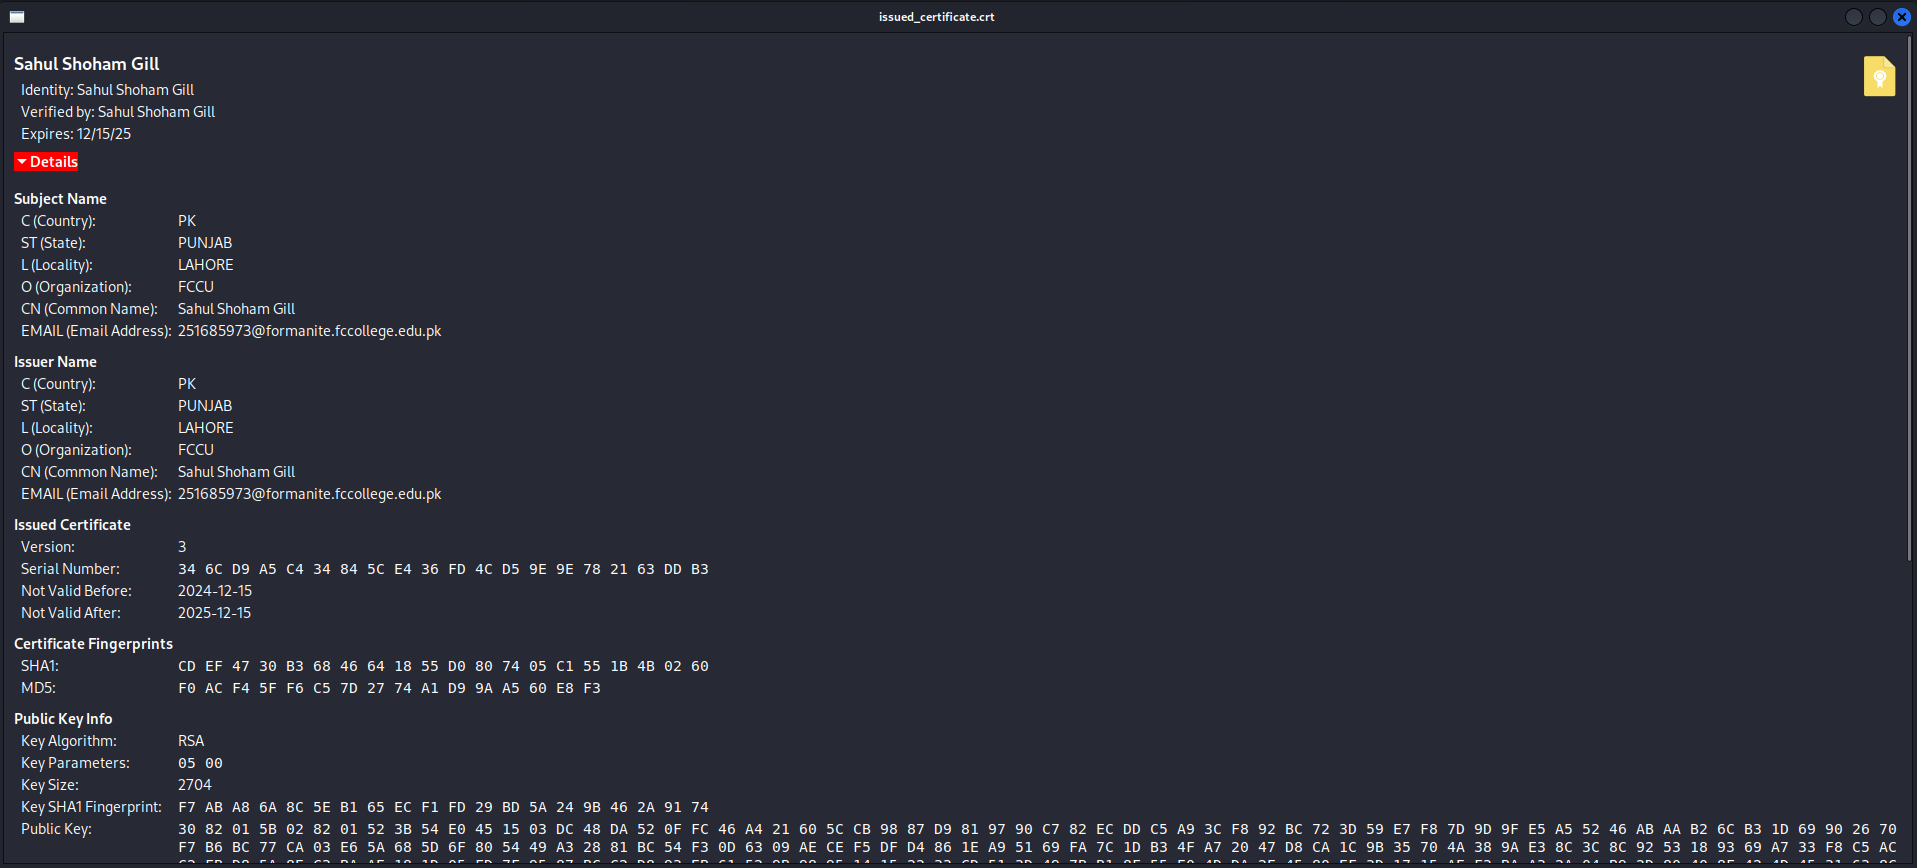 issued_certificate.crt
Sahul Shoham Gill
Identity: Sahul Shoham Gill
Verified by: Sahul Shoham Gill
Expires: 12/15/25
Details
Subject Name
C (Country): PK
ST (State): PUNJAB
L (Locality): LAHORE
O (Organization): FCCU
CN (Common Name): Sahul Shoham Gill
EMAIL (Email Address): 251685973@formanite.fccollege.edu.pk
Issuer Name
C (Country): PK
ST (State): PUNJAB
L (Locality): LAHORE
O (Organization): FCCU
CN (Common Name): Sahul Shoham Gill
EMAIL (Email Address): 251685973@formanite.fccollege.edu.pk
Issued Certificate
Version: 3
Serial Number: 34 6C D9 A5 C4 34 84 5C E4 36 FD 4C D5 9E 9E 78 21 63 DD B3
Not Valid Before: 2024-12-15
Not Valid After: 2025-12-15
Certificate Fingerprints
SHA1: CD EF 47 30 B3 68 46 64 18 55 D0 80 74 05 C1 55 1B 4B 02 60
MD5: F0 AC F4 5F F6 C5 7D 27 74 A1 D9 9A A5 60 E8 F3
Public Key Info
Key Algorithm: RSA
Key Parameters: 05 00
Key Size: 2704
Key SHA1 Fingerprint: F7 AB A8 6A 8C 5E B1 65 EC F1 FD 29 BD 5A 24 9B 46 2A 91 74
Public Key: 30 82 01 5B 02 82 01 52 3B 54 E0 45 15 03 DC 48 DA 52 0F FC 46 A4 21 60 5C CB 98 87 D9 81 97 90 C7 82 EC DD C5 A9 3C F8 92 BC 72 3D 59 E7 F8 7D 9D 9F E5 A5 52 46 AB AA B2 6C B3 1D 69 90 26 70
F7 B6 BC 77 CA 03 E6 5A 68 5D 6F 80 54 49 A3 28 81 BC 54 F3 0D 63 09 AE CE F5 DF D4 86 1E A9 51 69 FA 7C 1D B3 4F A7 20 47 D8 CA 1C 9B 35 70 4A 38 9A E3 8C 3C 8C 92 53 18 93 69 A7 33 F8 C5 AC